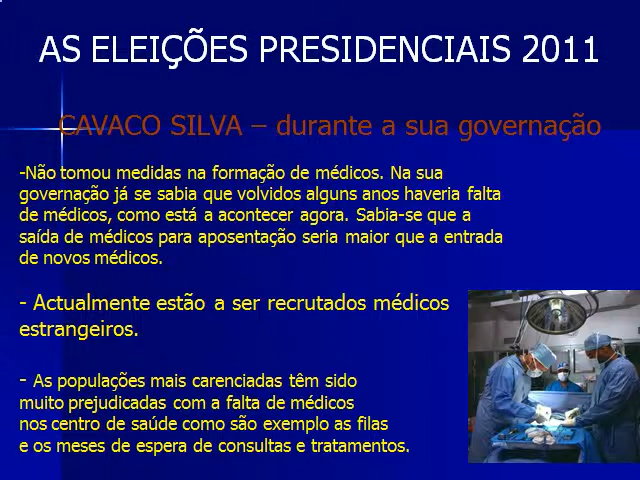 AS ELEIÇÕES PRESIDENCIAIS 2011
CAVACO SILVA – durante a sua governação
-Não tomou medidas na formação de médicos. Na sua
governação já se sabia que volvidos alguns anos haveria falta
de médicos, como está a acontecer agora. Sabia-se que a
saída de médicos para aposentação seria maior que a entrada
de novos médicos.
- Actualmente estão a ser recrutados médicos
estrangeiros.
- As populações mais carenciadas têm sido
muito prejudicadas com a falta de médicos
nos centro de saúde como são exemplo as filas
e os meses de espera de consultas e tratamentos.